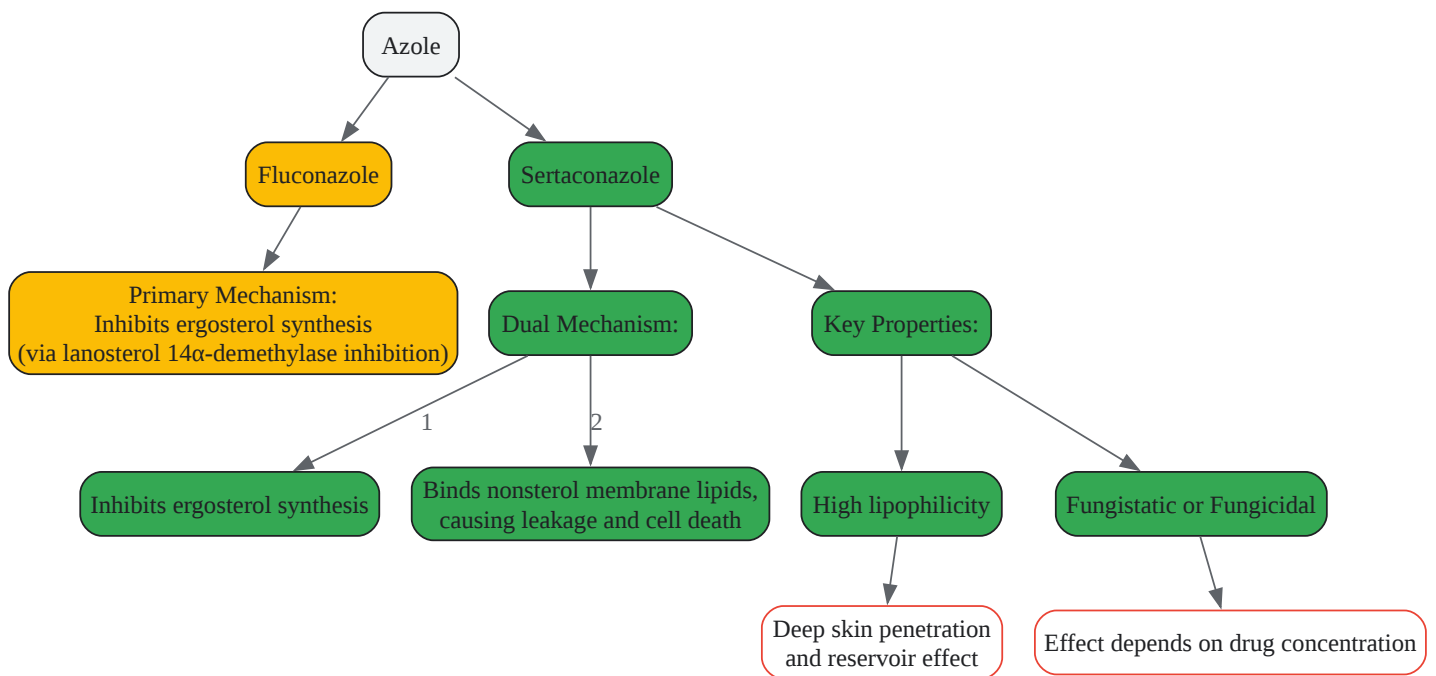 Azole
Fluconazole
Sertaconazole
Primary Mechanism:
Inhibits ergosterol synthesis
(via lanosterol 14α-demethylase inhibition)
Dual Mechanism:
Key Properties:
1
2
Inhibits ergosterol synthesis
Binds nonsterol membrane lipids,
causing leakage and cell death
High lipophilicity
Fungistatic or Fungicidal
Deep skin penetration
and reservoir effect
Effect depends on drug concentration